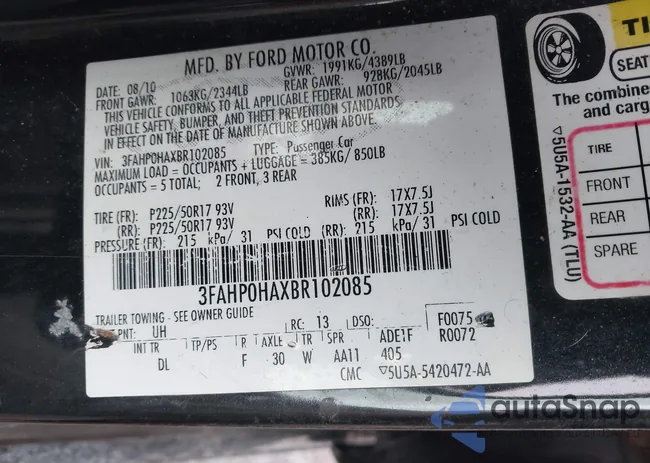 MFD. BY FORD MOTOR CO.
DATE: 08/10 GVWR: 1991KG/4389LB
FRONT GAWR: 1063KG/2344LB REAR GAWR: 928KG/2045LB
THIS VEHICLE CONFORMS TO ALL APPLICABLE FEDERAL MOTOR
VEHICLE SAFETY, BUMPER, AND THEFT PREVENTION STANDARDS
IN EFFECT ON THE DATE OF MANUFACTURE SHOWN ABOVE.
VIN: 3FAHP0HAXBR102085 TYPE: Passenger Car
MAXIMUM LOAD = OCCUPANTS + LUGGAGE = 385KG/ 850LB
OCCUPANTS = 5 TOTAL; 2 FRONT, 3 REAR
TIRE (FR): P225/50R17 93V RIMS (FR): 17X7.5J
(RR): P225/50R17 93V (RR): 17X7.5J
PRESSURE (FR): 215 kPa/ 31 PSI COLD (RR): 215 kPa/ 31 PSI COLD
3FAHP0HAXBR102085
TRAILER TOWING - SEE OWNER GUIDE
PNT: UH RC: 13 DSO: F0075
R0072
INT TR TP/PS R AXLE TR SPR ADE1F
DL F 30 W AA11 405
CMC ▽5U5A-5420472-AA
TI
SEAT
The combine
and carg
TIRE
FRONT
REAR
SPARE
▽5U5A-1532-AA (TLU)
autoSnap